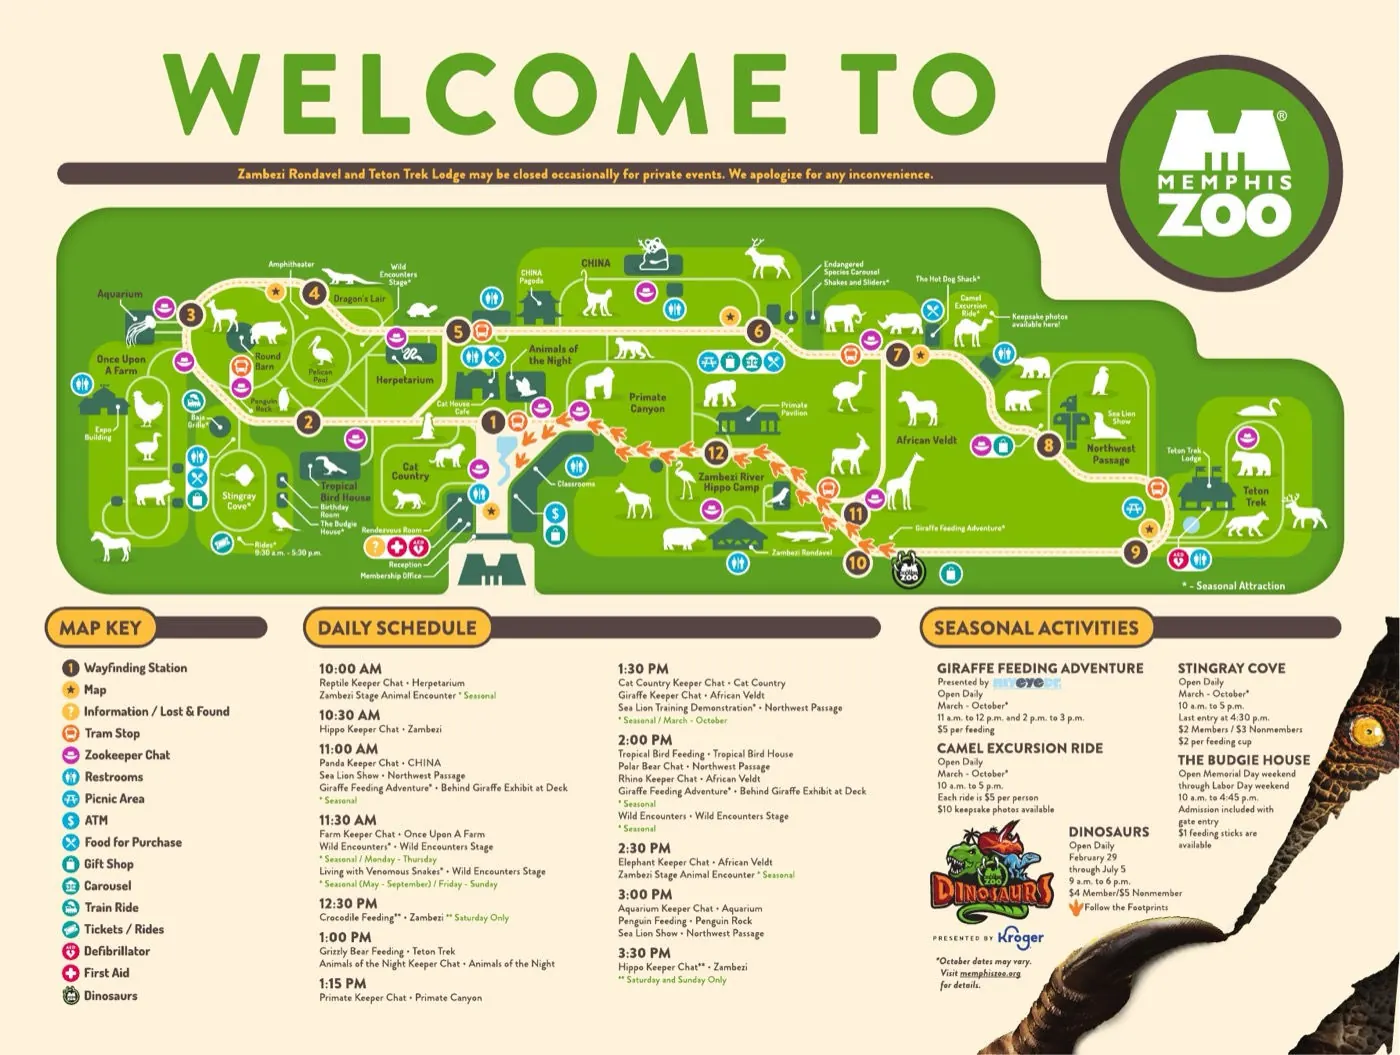 WELCOME TO
MEMPHIS
ZOO
®
Zambezi Rondavel and Teton Trek Lodge may be closed occasionally for private events. We apologize for any inconvenience.
Amphitheater
Wild
Encounters
Stage*
Dragon's Lair
Aquarium
4
3
Once Upon
A Farm
Round
Barn
Pelican
Pool
Herpetarium
Penguin
Rock
Expo
Building
Baja
Grille*
2
5
CHINA
Pagoda
CHINA
Animals of
the Night
Cat House
Cafe
1
Endangered
Species Carousel
Snakes and Sliders*
6
The Hot Dog Shack*
Camel
Excursion
Ride*
Keepsake photos
available here!
7
Primate
Canyon
Primate
Pavilion
African Veldt
Sea Lion
Show
8
Northwest
Passage
Teton Trek
Lodge
Teton
Trek
9
12
Zambezi River
Hippo Camp
11
Giraffe Feeding Adventure*
Zambezi Rondavel
10
Cat
Country
Classrooms
Tropical
Bird House
Birthday
Room
The Budgie
House*
Stingray
Cove*
Rides*
9:30 a.m. - 5:30 p.m.
Rendezvous Room
Reception
Membership Office
* - Seasonal Attraction
MAP KEY
1 Wayfinding Station
Map
? Information / Lost & Found
Tram Stop
Zookeeper Chat
Restrooms
Picnic Area
$ ATM
Food for Purchase
Gift Shop
Carousel
Train Ride
Tickets / Rides
AED Defibrillator
First Aid
Dinosaurs
DAILY SCHEDULE
10:00 AM
Reptile Keeper Chat • Herpetarium
Zambezi Stage Animal Encounter * Seasonal
10:30 AM
Hippo Keeper Chat • Zambezi
11:00 AM
Panda Keeper Chat • CHINA
Sea Lion Show • Northwest Passage
Giraffe Feeding Adventure* • Behind Giraffe Exhibit at Deck
* Seasonal
11:30 AM
Farm Keeper Chat • Once Upon A Farm
Wild Encounters* • Wild Encounters Stage
* Seasonal / Monday - Thursday
Living with Venomous Snakes* • Wild Encounters Stage
* Seasonal (May - September) / Friday - Sunday
12:30 PM
Crocodile Feeding** • Zambezi ** Saturday Only
1:00 PM
Grizzly Bear Feeding • Teton Trek
Animals of the Night Keeper Chat • Animals of the Night
1:15 PM
Primate Keeper Chat • Primate Canyon
1:30 PM
Cat Country Keeper Chat • Cat Country
Giraffe Keeper Chat • African Veldt
Sea Lion Training Demonstration* • Northwest Passage
* Seasonal / March - October
2:00 PM
Tropical Bird Feeding • Tropical Bird House
Polar Bear Chat • Northwest Passage
Rhino Keeper Chat • African Veldt
Giraffe Feeding Adventure* • Behind Giraffe Exhibit at Deck
* Seasonal
Wild Encounters • Wild Encounters Stage
* Seasonal
2:30 PM
Elephant Keeper Chat • African Veldt
Zambezi Stage Animal Encounter * Seasonal
3:00 PM
Aquarium Keeper Chat • Aquarium
Penguin Feeding • Penguin Rock
Sea Lion Show • Northwest Passage
3:30 PM
Hippo Keeper Chat** • Zambezi
** Saturday and Sunday Only
SEASONAL ACTIVITIES
GIRAFFE FEEDING ADVENTURE
Presented by
Open Daily
March - October*
11 a.m. to 12 p.m. and 2 p.m. to 3 p.m.
$5 per feeding
CAMEL EXCURSION RIDE
Open Daily
March - October*
10 a.m. to 5 p.m.
Each ride is $5 per person
$10 keepsake photos available
STINGRAY COVE
Open Daily
March - October*
10 a.m. to 5 p.m.
Last entry at 4:30 p.m.
$2 Members / $3 Nonmembers
$2 per feeding cup
THE BUDGIE HOUSE
Open Memorial Day weekend
through Labor Day weekend
10 a.m. to 4:45 p.m.
Admission included with
gate entry
$1 feeding sticks are
available
ZOO
DINOSAURS
PRESENTED BY Kroger
DINOSAURS
Open Daily
February 29
through July 5
9 a.m. to 6 p.m.
$4 Member/$5 Nonmember
Follow the Footprints
*October dates may vary.
Visit memphiszoo.org
for details.